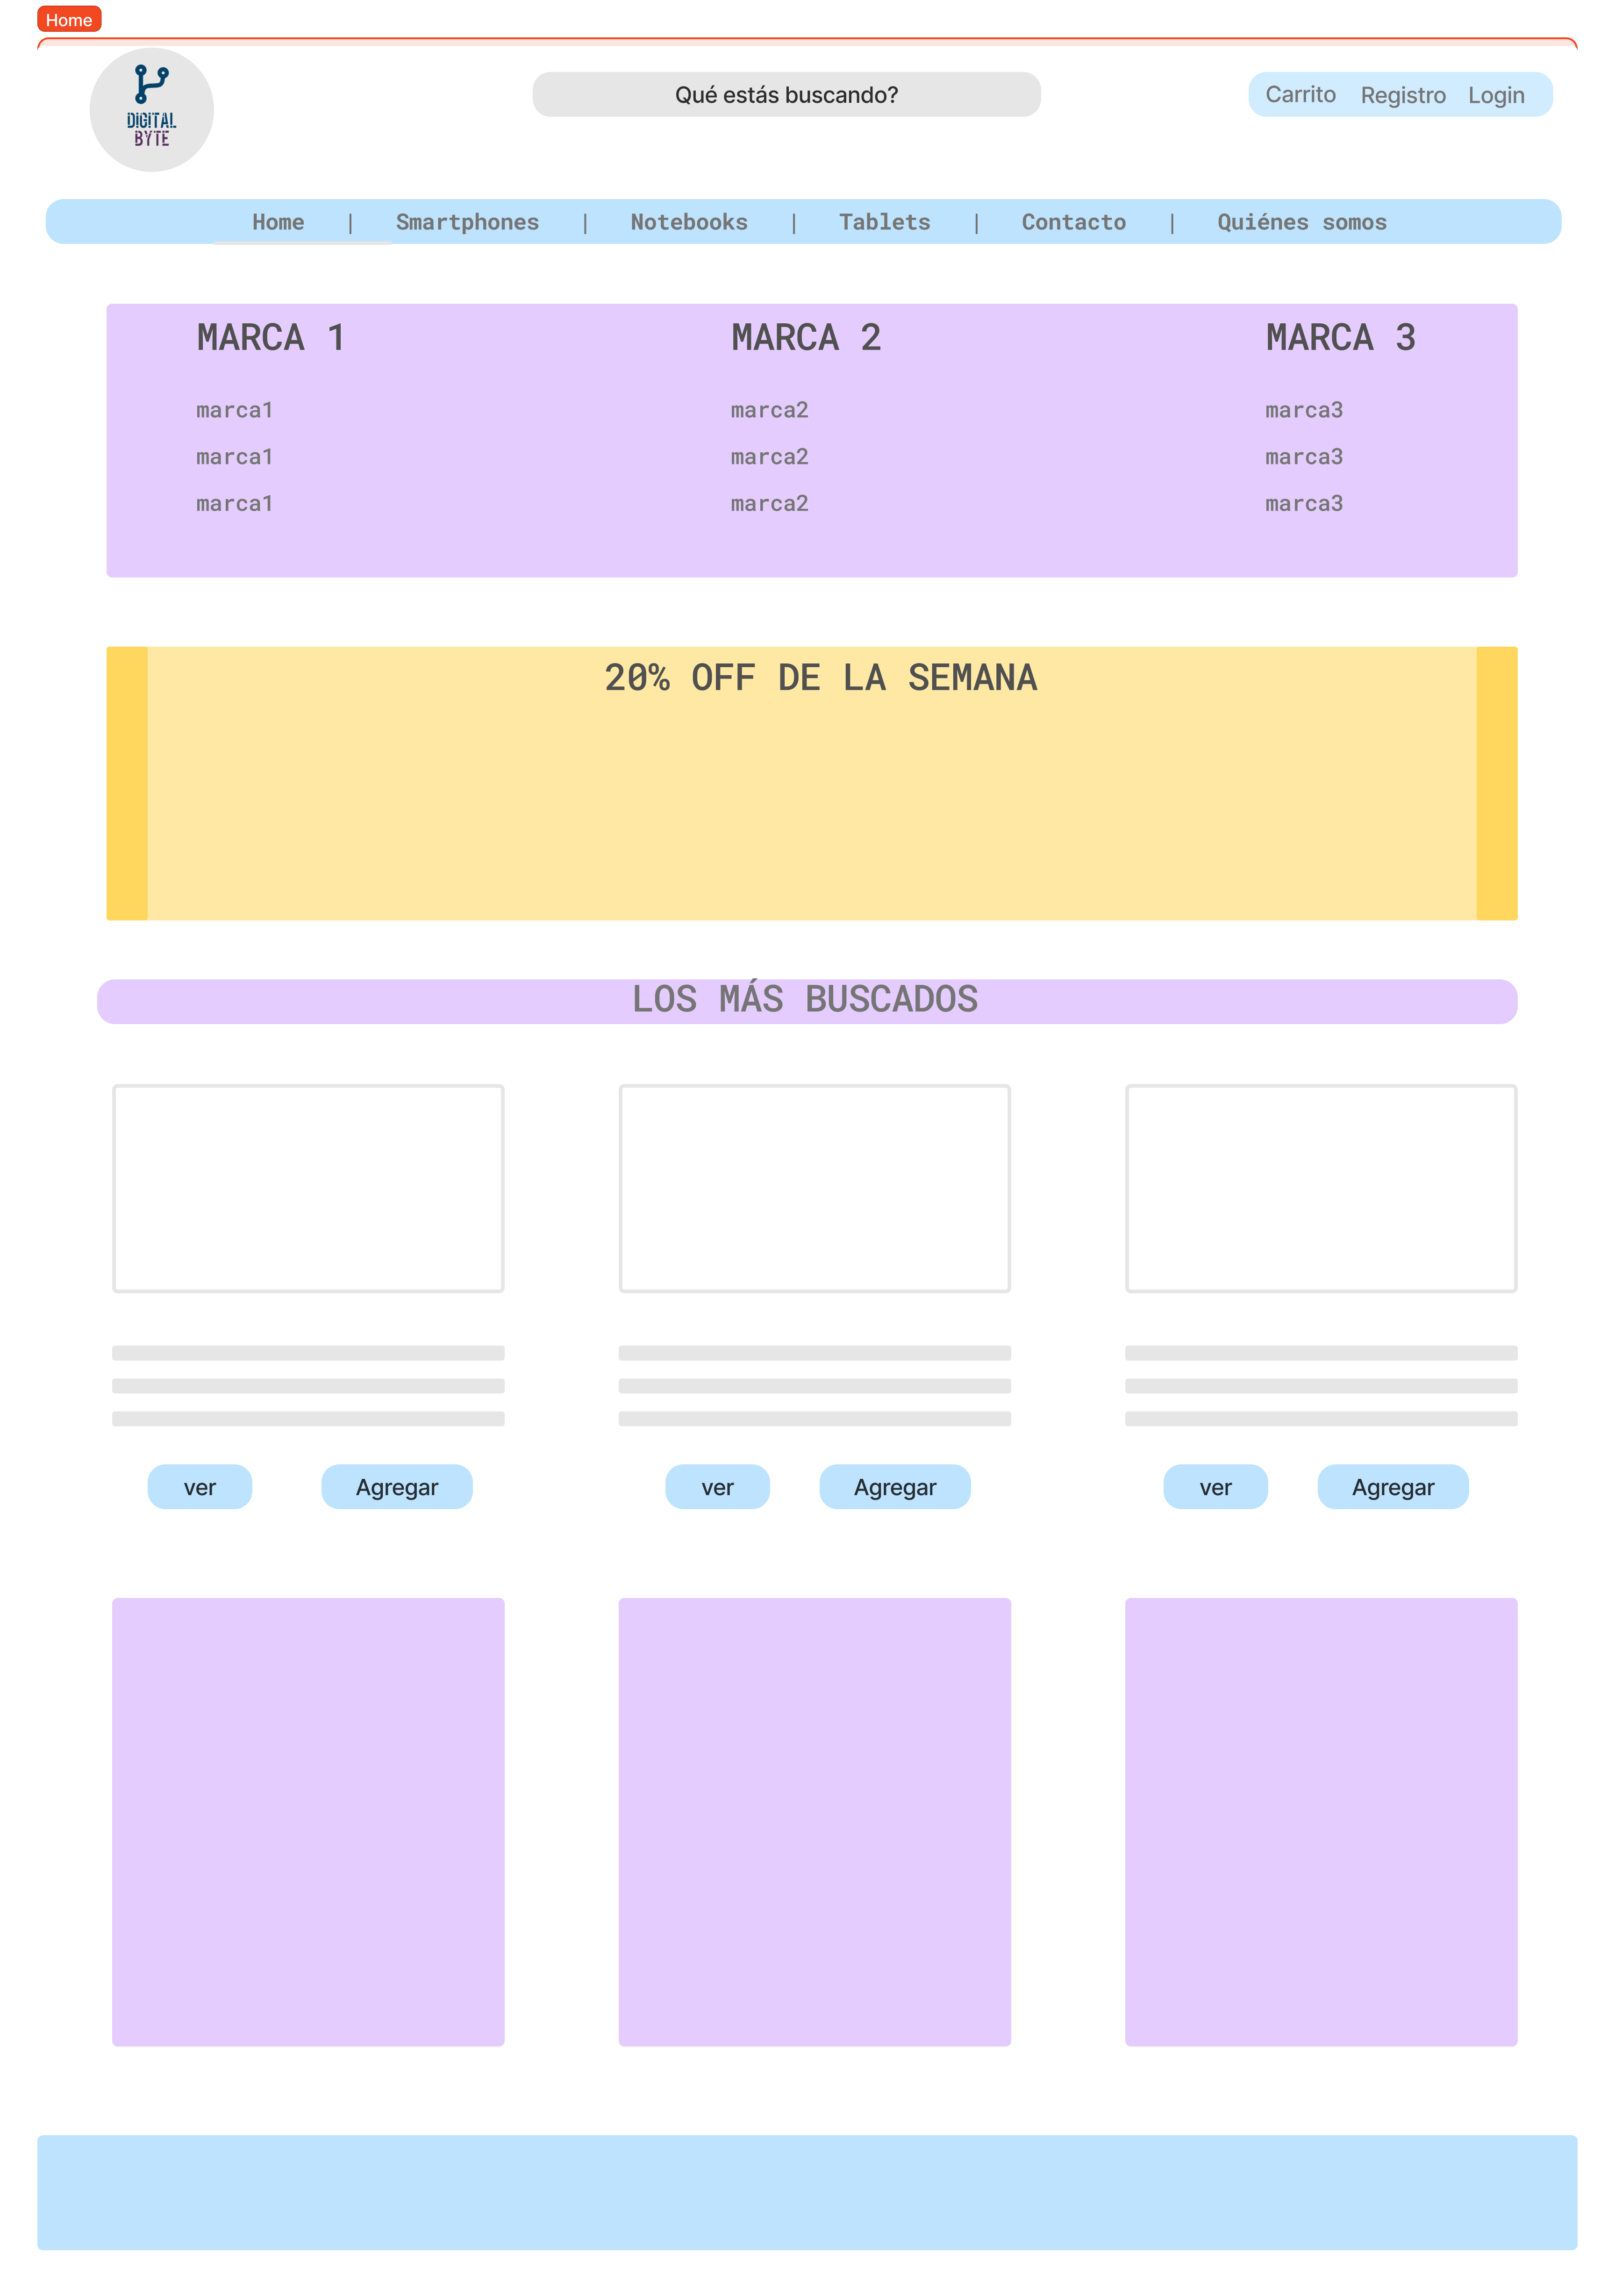 Home
DIGITAL
BYTE
Qué estás buscando?
Carrito Registro Login
Home | Smartphones | Notebooks | Tablets | Contacto | Quiénes somos
MARCA 1 MARCA 2 MARCA 3
marca1 marca2 marca3
marca1 marca2 marca3
marca1 marca2 marca3
20% OFF DE LA SEMANA
LOS MÁS BUSCADOS
ver Agregar ver Agregar ver Agregar